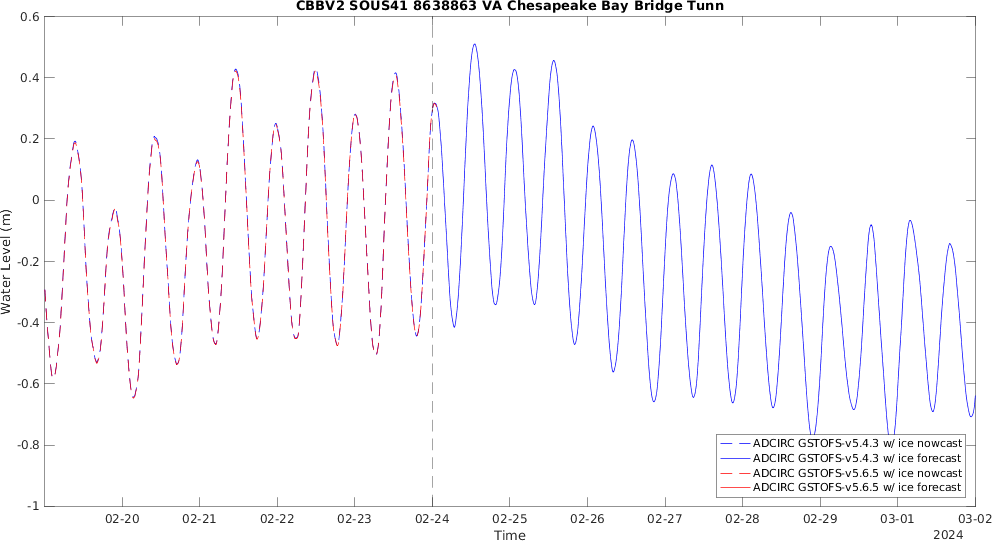 CBBV2 SOUS41 8638863 VA Chesapeake Bay Bridge Tunn
0.6
0.4
0.2
0
-0.2
-0.4
-0.6
-0.8
-1
Water Level (m)
ADCIRC GSTOFS-v5.4.3 w/ ice nowcast
ADCIRC GSTOFS-v5.4.3 w/ ice forecast
ADCIRC GSTOFS-v5.6.5 w/ ice nowcast
ADCIRC GSTOFS-v5.6.5 w/ ice forecast
02-20 02-21 02-22 02-23 02-24 02-25 02-26 02-27 02-28 02-29 03-01 03-02
Time
2024